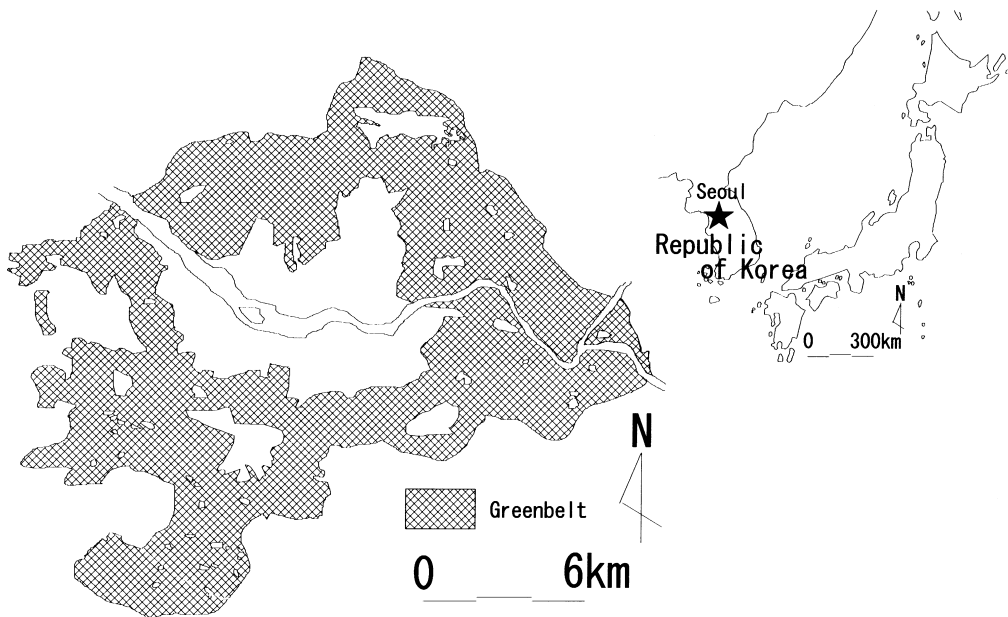 Seoul
Republic
of Korea
N
0 300km
N
Greenbelt
0 6km